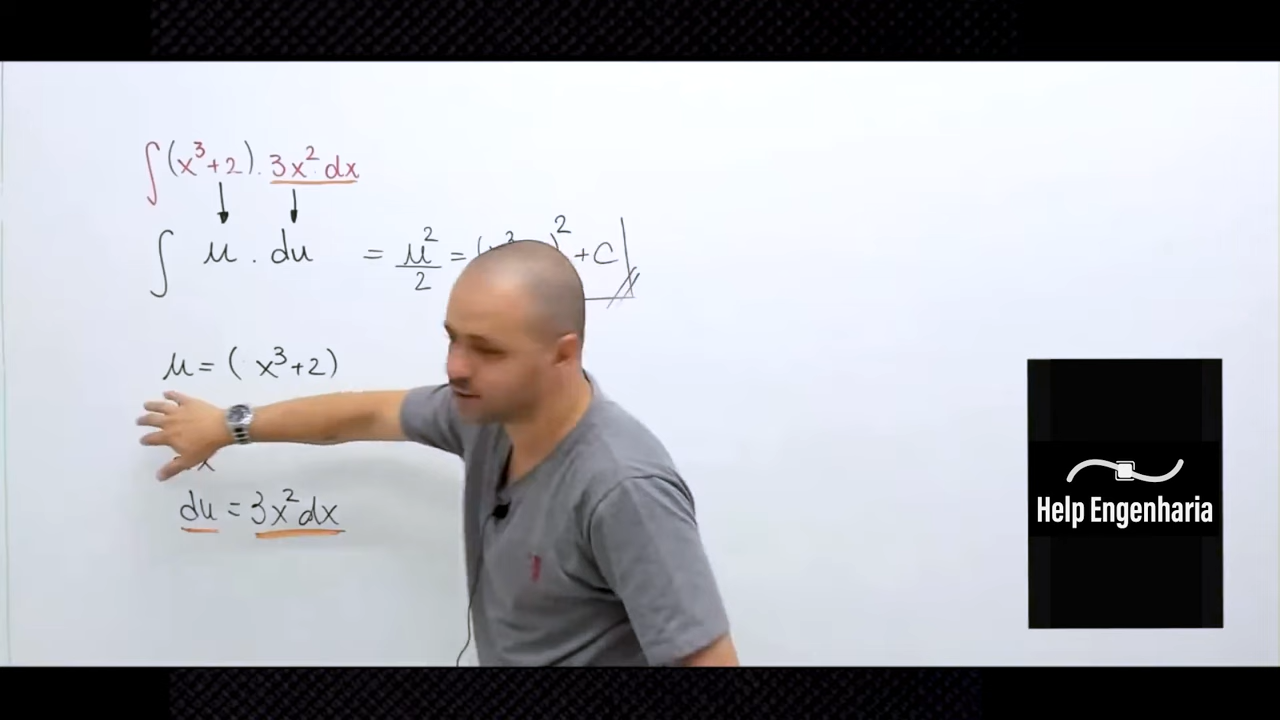 ∫(x³+2).3x²dx
∫ u . du = u²/2 = ( )² +C
u = (x³+2)
du = 3x²dx
Help Engenharia